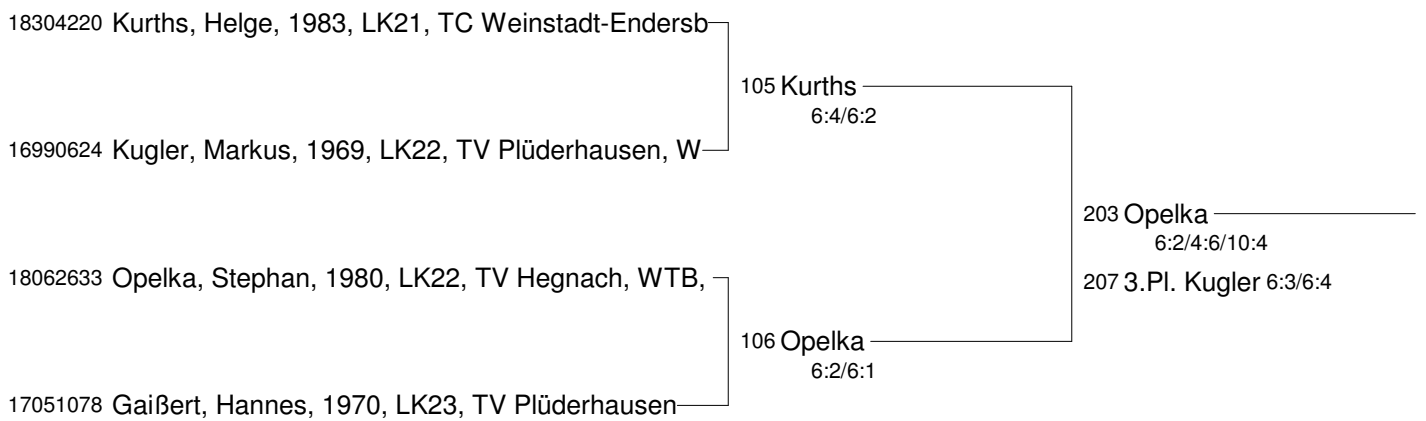 18304220 Kurths, Helge, 1983, LK21, TC Weinstadt-Endersb
105 Kurths
6:4/6:2
16990624 Kugler, Markus, 1969, LK22, TV Plüderhausen, W
203 Opelka
6:2/4:6/10:4
18062633 Opelka, Stephan, 1980, LK22, TV Hegnach, WTB,
207 3.Pl. Kugler 6:3/6:4
106 Opelka
6:2/6:1
17051078 Gaißert, Hannes, 1970, LK23, TV Plüderhausen